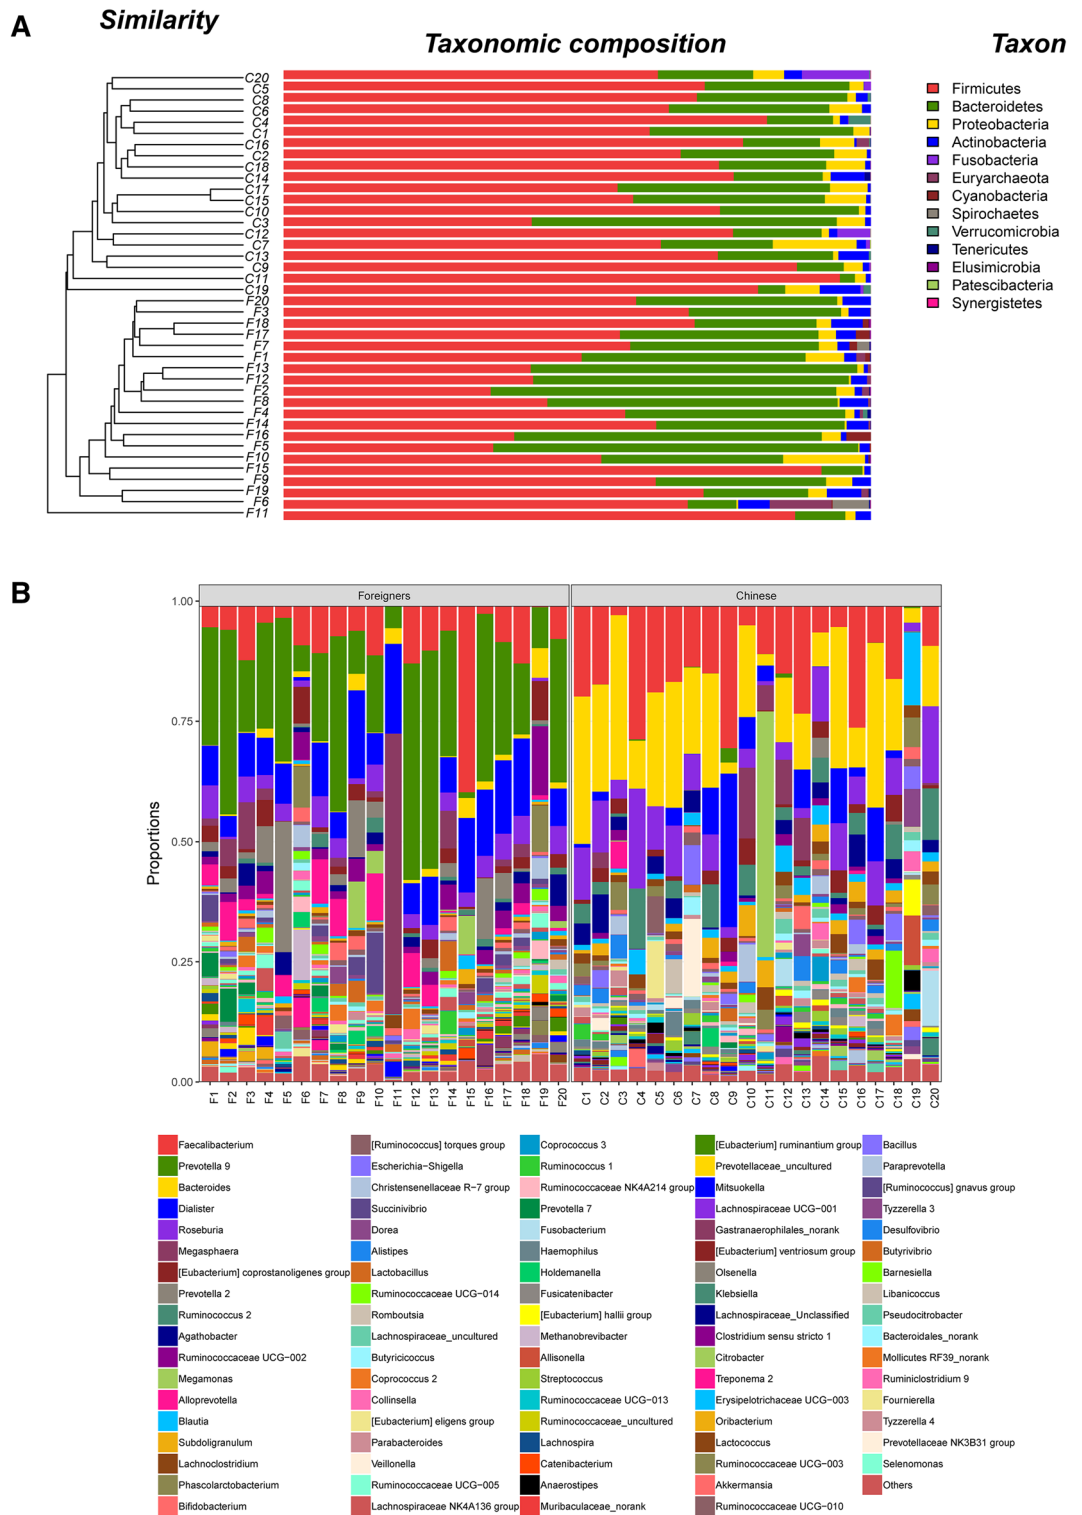 A
Similarity
Taxonomic composition
Taxon
C20
C5
C8
C6
C4
C1
C16
C2
C18
C14
C17
C15
C10
C3
C12
C7
C13
C9
C11
C19
F20
F3
F18
F17
F7
F1
F13
F12
F2
F8
F4
F14
F16
F5
F10
F15
F9
F19
F6
F11
Firmicutes
Bacteroidetes
Proteobacteria
Actinobacteria
Fusobacteria
Euryarchaeota
Cyanobacteria
Spirochaetes
Verrucomicrobia
Tenericutes
Elusimicrobia
Patescibacteria
Synergistetes
B
Foreigners Chinese
Proportions
1.00
0.75
0.50
0.25
0.00
F1 F2 F3 F4 F5 F6 F7 F8 F9 F10 F11 F12 F13 F14 F15 F16 F17 F18 F19 F20 C1 C2 C3 C4 C5 C6 C7 C8 C9 C10 C11 C12 C13 C14 C15 C16 C17 C18 C19 C20
Faecalibacterium
Prevotella 9
Bacteroides
Dialister
Roseburia
Megasphaera
[Eubacterium] coprostanoligenes group
Prevotella 2
Ruminococcus 2
Agathobacter
Ruminococcaceae UCG−002
Megamonas
Alloprevotella
Blautia
Subdoligranulum
Lachnoclostridium
Phascolarctobacterium
Bifidobacterium
[Ruminococcus] torques group
Escherichia−Shigella
Christensenellaceae R−7 group
Succinivibrio
Dorea
Alistipes
Lactobacillus
Ruminococcaceae UCG−014
Romboutsia
Lachnospiraceae_uncultured
Butyricicoccus
Coprococcus 2
Collinsella
[Eubacterium] eligens group
Parabacteroides
Veillonella
Ruminococcaceae UCG−005
Lachnospiraceae NK4A136 group
Coprococcus 3
Ruminococcus 1
Ruminococcaceae NK4A214 group
Prevotella 7
Fusobacterium
Haemophilus
Holdemanella
Fusicatenibacter
[Eubacterium] hallii group
Methanobrevibacter
Allisonella
Streptococcus
Ruminococcaceae UCG−013
Ruminococcaceae_uncultured
Lachnospira
Catenibacterium
Anaerostipes
Muribaculaceae_norank
[Eubacterium] ruminantium group
Prevotellaceae_uncultured
Mitsuokella
Lachnospiraceae UCG−001
Gastranaerophilales_norank
[Eubacterium] ventriosum group
Olsenella
Klebsiella
Lachnospiraceae_Unclassified
Clostridium sensu stricto 1
Citrobacter
Treponema 2
Erysipelotrichaceae UCG−003
Oribacterium
Lactococcus
Ruminococcaceae UCG−003
Akkermansia
Ruminococcaceae UCG−010
Bacillus
Paraprevotella
[Ruminococcus] gnavus group
Tyzzerella 3
Desulfovibrio
Butyrivibrio
Barnesiella
Libanicoccus
Pseudocitrobacter
Bacteroidales_norank
Mollicutes RF39_norank
Ruminiclostridium 9
Fournierella
Tyzzerella 4
Prevotellaceae NK3B31 group
Selenomonas
Others